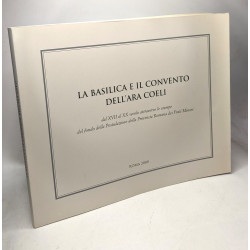 LA BASILICA E IL CONVENTO
DELL'ARA COELI
dal XVII al XX secolo attraverso le stampe
del fondo della Postulazione della Provincia Romana dei Frati Minori